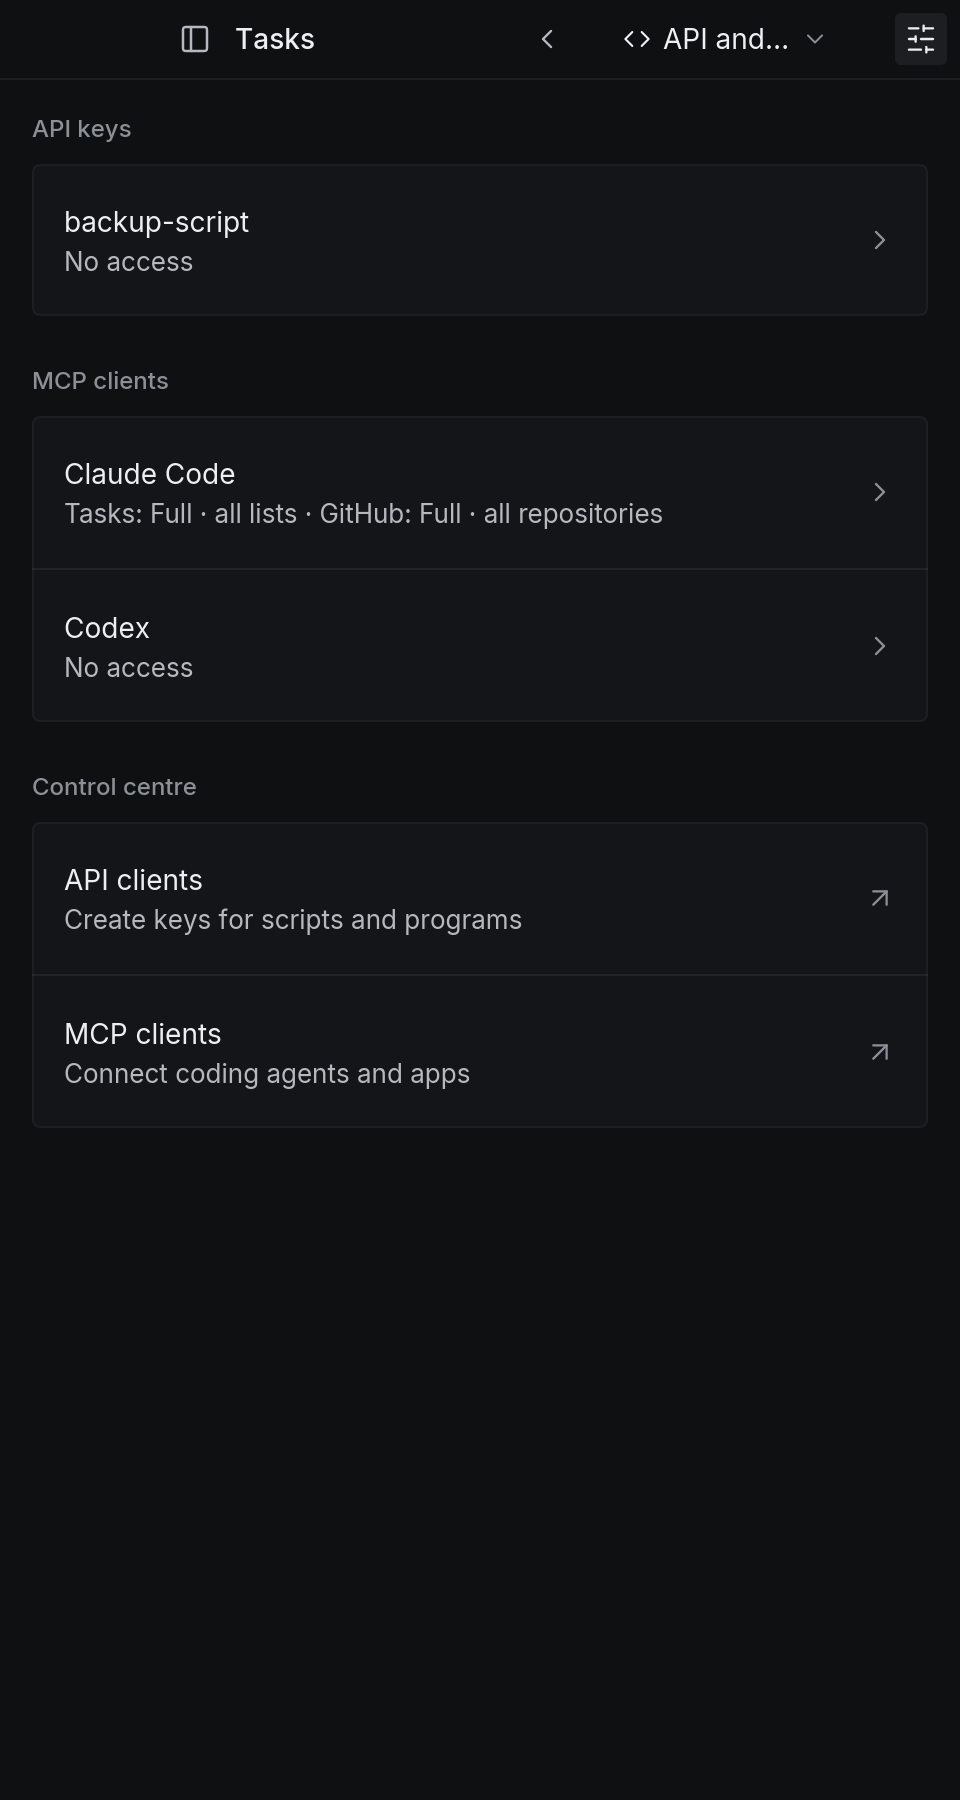 Tasks
API and...
API keys
backup-script
No access
MCP clients
Claude Code
Tasks: Full · all lists · GitHub: Full · all repositories
Codex
No access
Control centre
API clients
Create keys for scripts and programs
MCP clients
Connect coding agents and apps